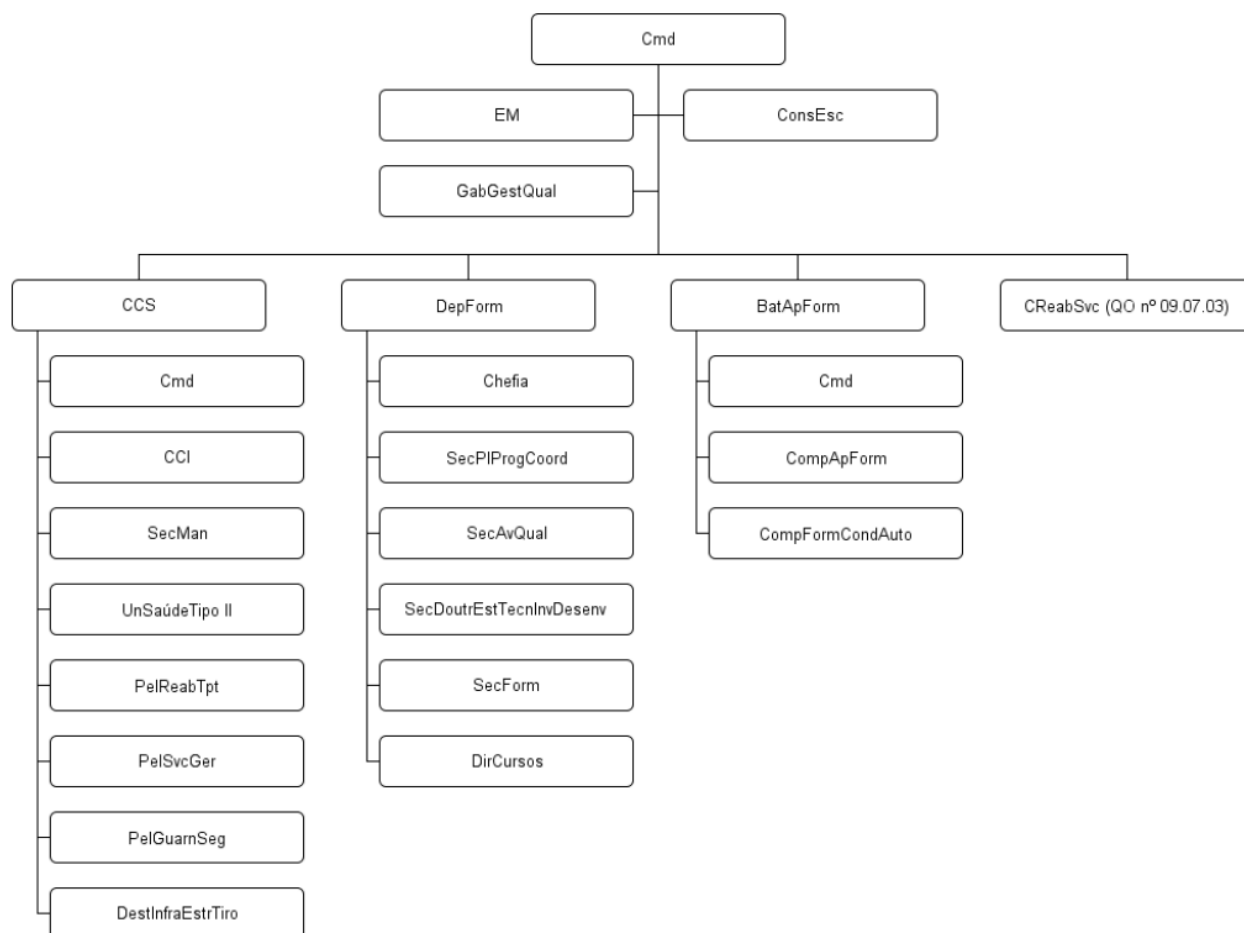 Cmd
EM
ConsEsc
GabGestQual
CCS
DepForm
BatApForm
CReabSvc (QO nº 09.07.03)
Cmd
Chefia
Cmd
CCI
SecPlProgCoord
CompApForm
SecMan
SecAvQual
CompFormCondAuto
UnSaúdeTipo II
SecDoutrEstTecnInvDesenv
PelReabTpt
SecForm
PelSvcGer
DirCursos
PelGuarnSeg
DestInfraEstrTiro